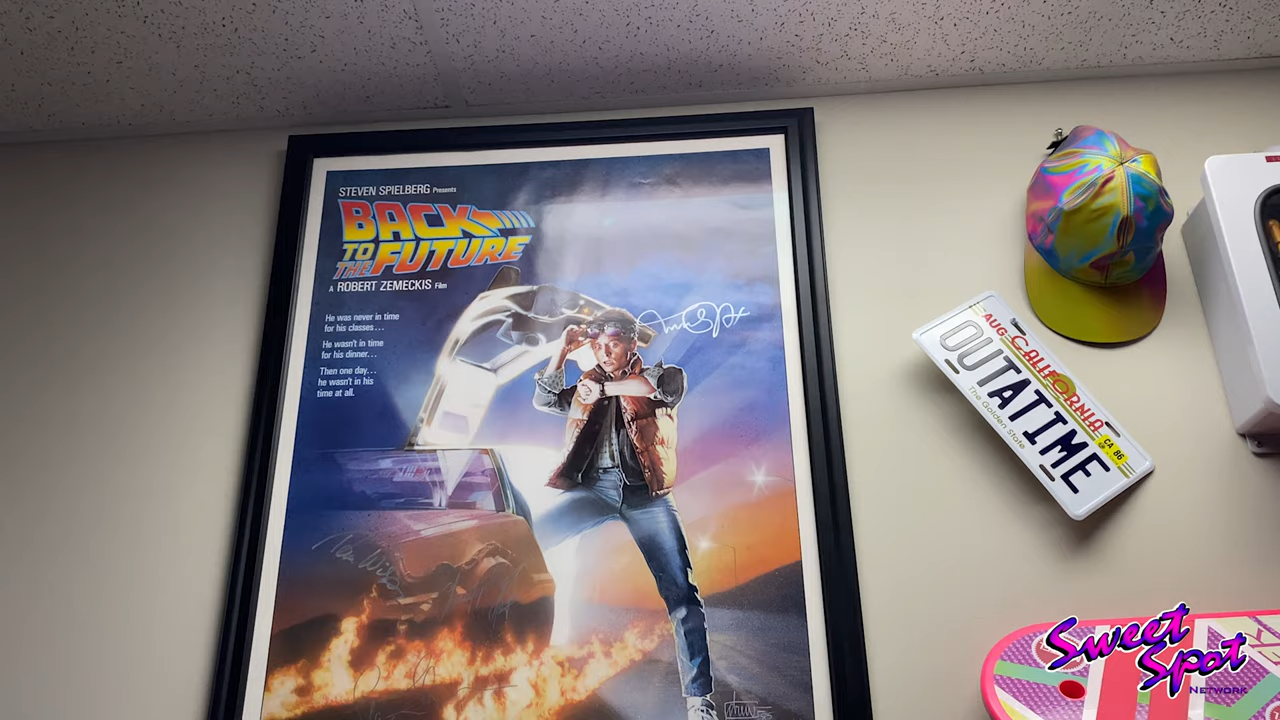 STEVEN SPIELBERG Presents
BACK
TO THE FUTURE
A ROBERT ZEMECKIS Film
He was never in time
for his classes...
He wasn't in time
for his dinner...
Then one day...
he wasn't in his
time at all.
AUG CALIFORNIA
CA 86
OUTATIME
The Golden State
Sweet
Spot
NETWORK